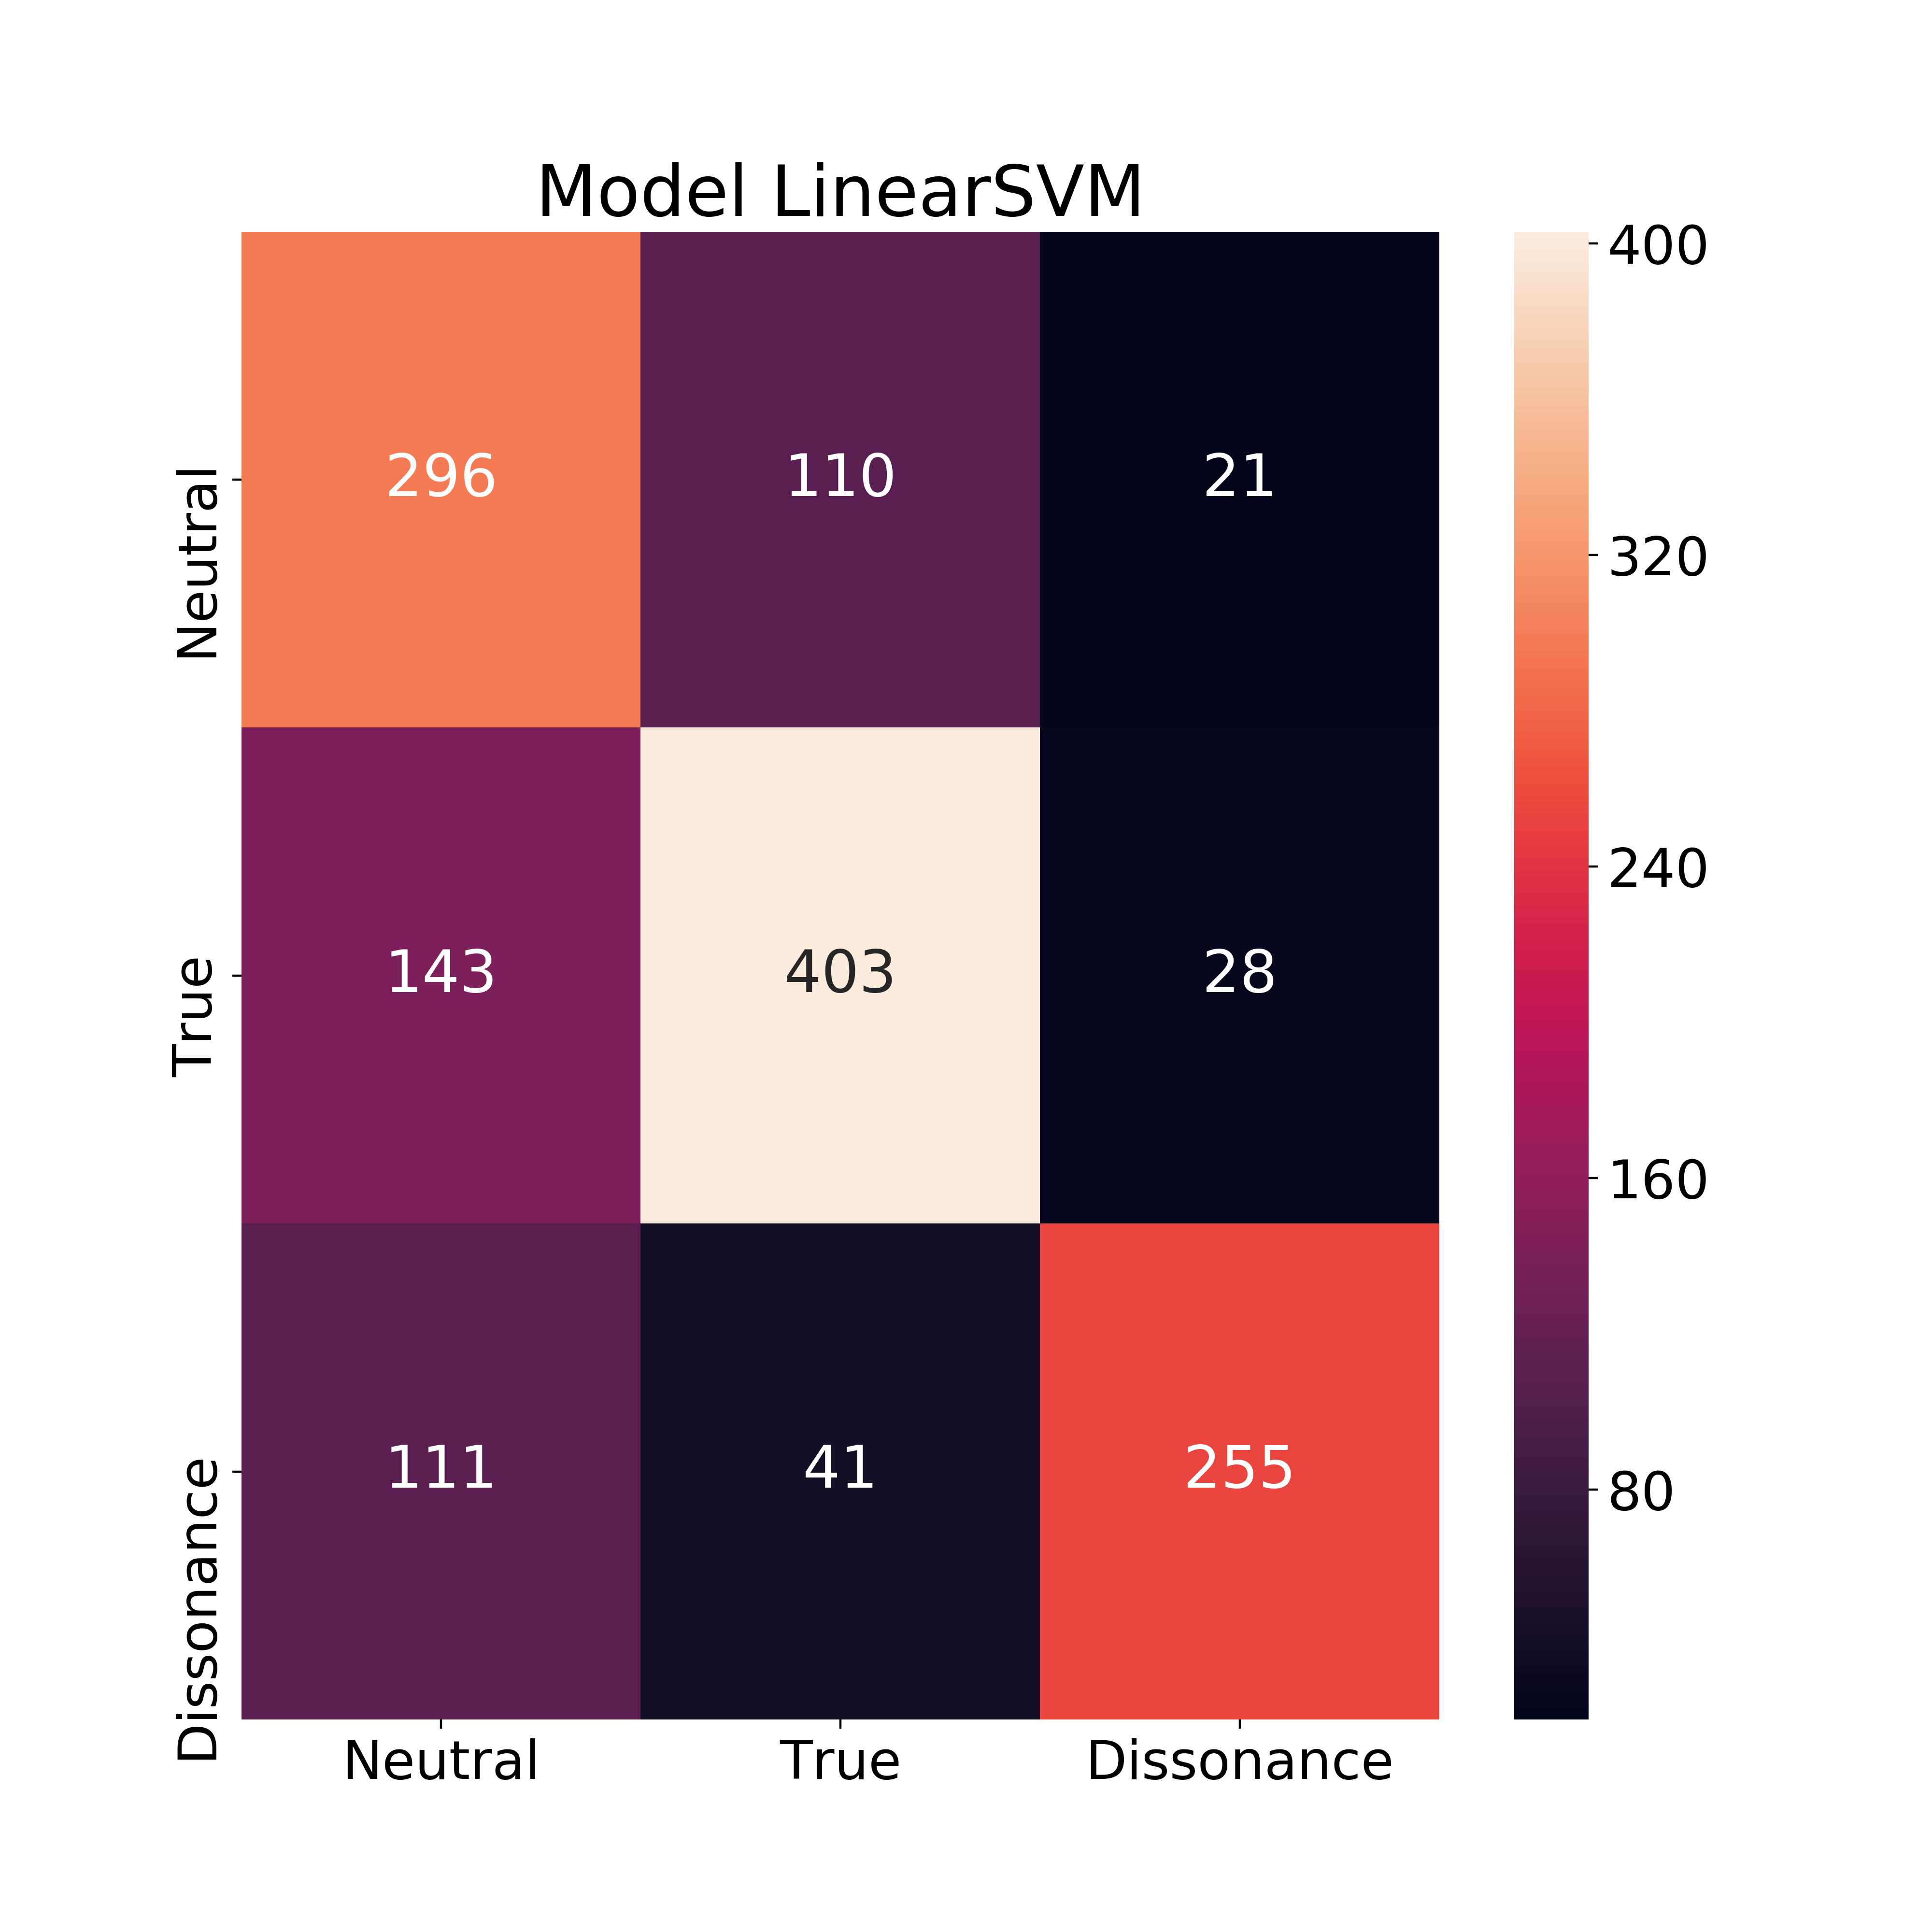 Model LinearSVM
400
Neutral
296 110 21
320
240
True
143 403 28
160
Dissonance
111 41 255
80
Neutral True Dissonance